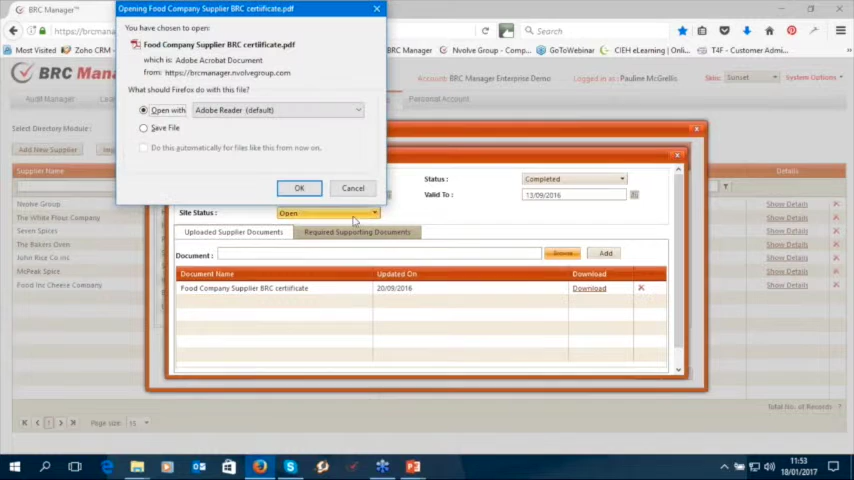 BRC Manager™
Opening Food Company Supplier BRC certiificate.pdf
https://brcmana
Search
Most Visited
Zoho CRM
BRC Manager
Nvolve Group - Comp...
GoToWebinar
CIEH eLearning
T4F - Accounting
You have chosen to open:
Food Company Supplier BRC certiificate.pdf
which is: Adobe Acrobat Document
from: https://brcmanager.nvolvegroup.com
What should Firefox do with this file?
Open with
Adobe Reader (default)
Save File
Do this automatically for files like this from now on.
OK
Cancel
BRC Mana
Account: BRC Manager Enterprise Demo
Logged in as: Pauline McGrellis
Skin:
Sunset
System Options
Audit Manager
Personal Account
Select Directory Module:
Add New Supplier
Supplier Name
Details
Nvolve Group
Show Details
The White Flour Company
Show Details
Seven Spices
Show Details
The Bakers Oven
Show Details
John Rice Co inc
Show Details
McPeak Spice
Show Details
Food Inc Cheese Company
Show Details
Status :
Completed
Valid To :
13/09/2016
Site Status :
Open
Uploaded Supplier Documents
Required Supporting Documents
Document :
Browse
Add
Document Name
Updated On
Download
Food Company Supplier BRC certiificate
20/09/2016
Download
1
Page size:
15
Total No. of Records
11:53
18/01/2017